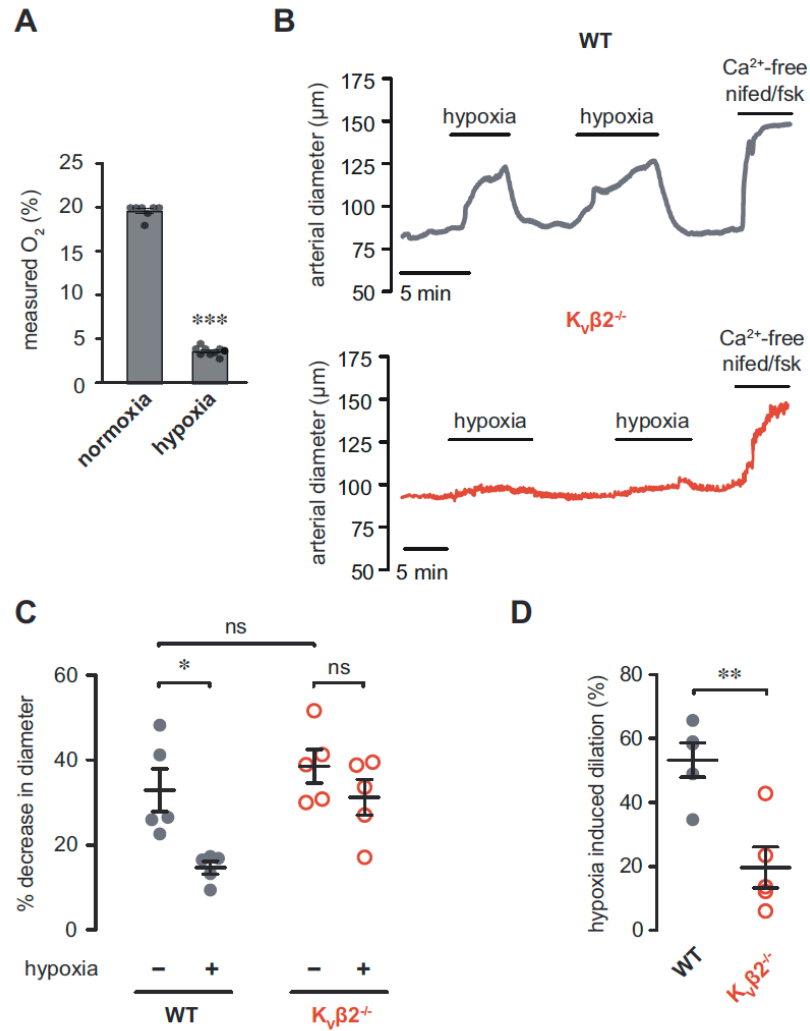 A
measured O₂ (%)
25
20
15
10
5
0
***
normoxia
hypoxia
B
WT
arterial diameter (μm)
175
150
125
100
75
50
hypoxia
hypoxia
Ca²⁺-free
nifed/fsk
5 min
Kᵥβ2⁻/⁻
arterial diameter (μm)
175
150
125
100
75
50
hypoxia
hypoxia
Ca²⁺-free
nifed/fsk
5 min
C
% decrease in diameter
60
40
20
0
ns
*
ns
hypoxia − + − +
WT
Kᵥβ2⁻/⁻
D
hypoxia induced dilation (%)
80
60
40
20
0
**
WT
Kᵥβ2⁻/⁻